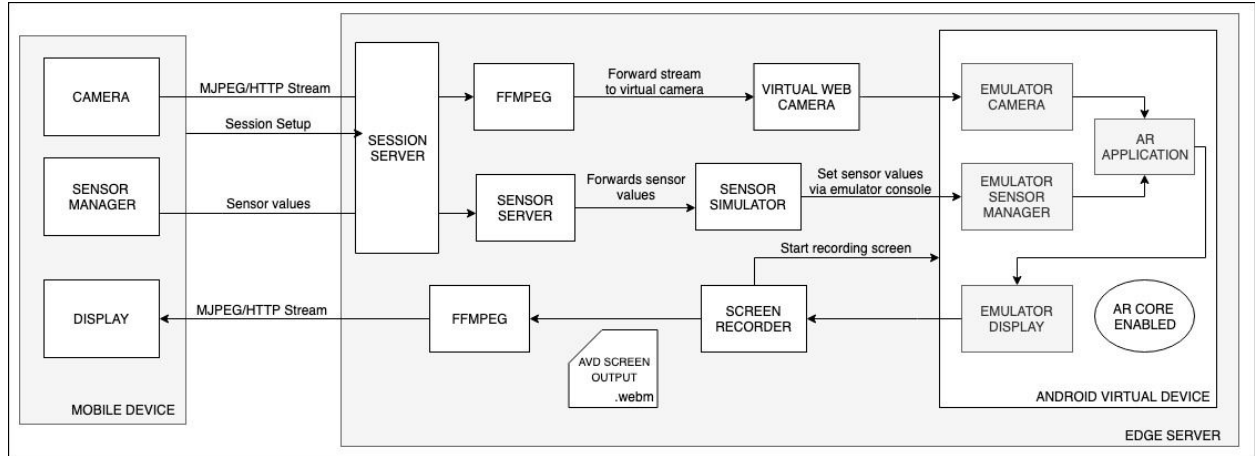 CAMERA
SENSOR
MANAGER
DISPLAY
MOBILE DEVICE
MJPEG/HTTP Stream
Session Setup
Sensor values
MJPEG/HTTP Stream
SESSION
SERVER
FFMPEG
Forward stream
to virtual camera
VIRTUAL WEB
CAMERA
SENSOR
SERVER
Forwards sensor
values
SENSOR
SIMULATOR
Set sensor values
via emulator console
Start recording screen
FFMPEG
AVD SCREEN
OUTPUT
.webm
SCREEN
RECORDER
EMULATOR
CAMERA
AR
APPLICATION
EMULATOR
SENSOR
MANAGER
EMULATOR
DISPLAY
AR CORE
ENABLED
ANDROID VIRTUAL DEVICE
EDGE SERVER